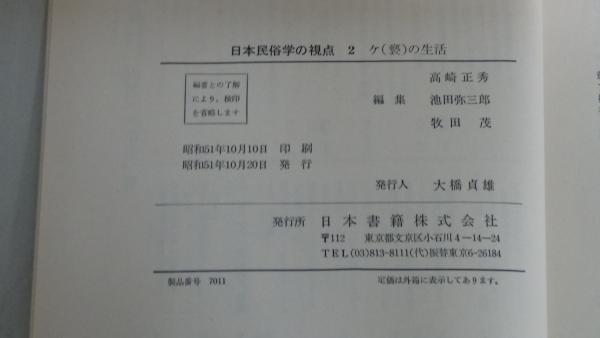 日本民俗学の視点 2 ケ(褻)の生活
編著との了解
により、検印
を省略します
高崎正秀
編集 池田弥三郎
牧田茂
昭和51年10月10日 印刷
昭和51年10月20日 発行
発行人 大橋貞雄
発行所 日本書籍株式会社
〒112 東京都文京区小石川4―14―24
TEL(03)813-8111(代)振替東京6-26184
製品番号 7011
定価は外箱に表示してあります。